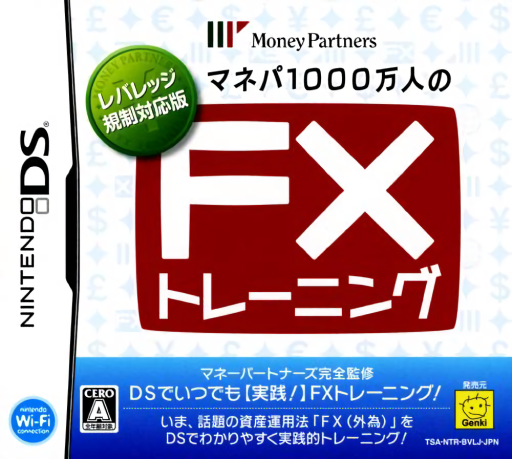 Money Partners
マネパ1000万人の
レバレッジ
規制対応版
MONEY PARTNERS
FX
トレーニング
NINTENDO DS®
マネーパートナーズ完全監修
DSでいつでも【実践!】FXトレーニング!
いま、話題の資産運用法「FX(外為)」を
DSでわかりやすく実践的トレーニング!
nintendo
Wi-Fi
connection
CERO
A
全年齢対象
発売元
Genki
TSA-NTR-BVLJ-JPN